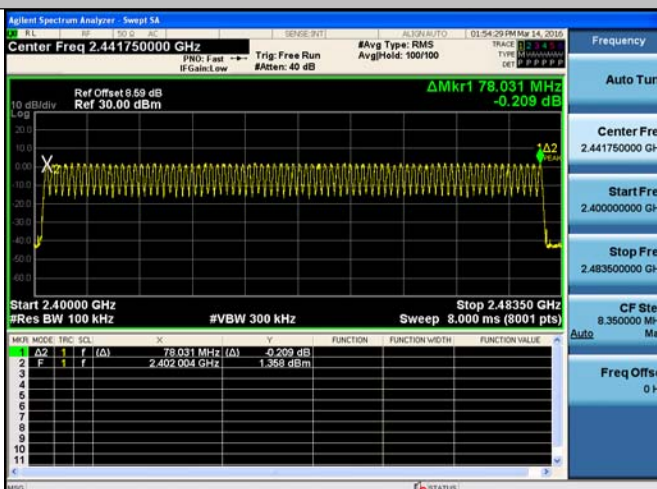 Agilent Spectrum Analyzer - Swept SA
RL RF 50 Ω AC SENSE:INT ALIGN AUTO 01:54:29 PM Mar 14, 2016
Center Freq 2.441750000 GHz
PNO: Fast
IFGain:Low
Trig: Free Run
#Atten: 40 dB
#Avg Type: RMS
Avg|Hold: 100/100
TRACE 1 2 3 4 5 6
TYPE
DET P P P P P P
Ref Offset 8.59 dB
10 dB/div Ref 30.00 dBm
Log
ΔMkr1 78.031 MHz
-0.209 dB
20.0
10.0
0.00
-10.0
-20.0
-30.0
-40.0
-50.0
-60.0
1Δ2
PEAK
Start 2.40000 GHz Stop 2.48350 GHz
#Res BW 100 kHz #VBW 300 kHz Sweep 8.000 ms (8001 pts)
MKR MODE TRC SCL X Y FUNCTION FUNCTION WIDTH FUNCTION VALUE
1 Δ2 1 f (Δ) 78.031 MHz (Δ) -0.209 dB
2 F 1 f 2.402 004 GHz 1.358 dBm
3
4
5
6
7
8
9
10
11
MSG STATUS
Frequency
Auto Tun
Center Fre
2.441750000 GH
Start Fre
2.400000000 GH
Stop Fre
2.483500000 GH
CF Ste
8.350000 MH
Auto Ma
Freq Offse
0 H